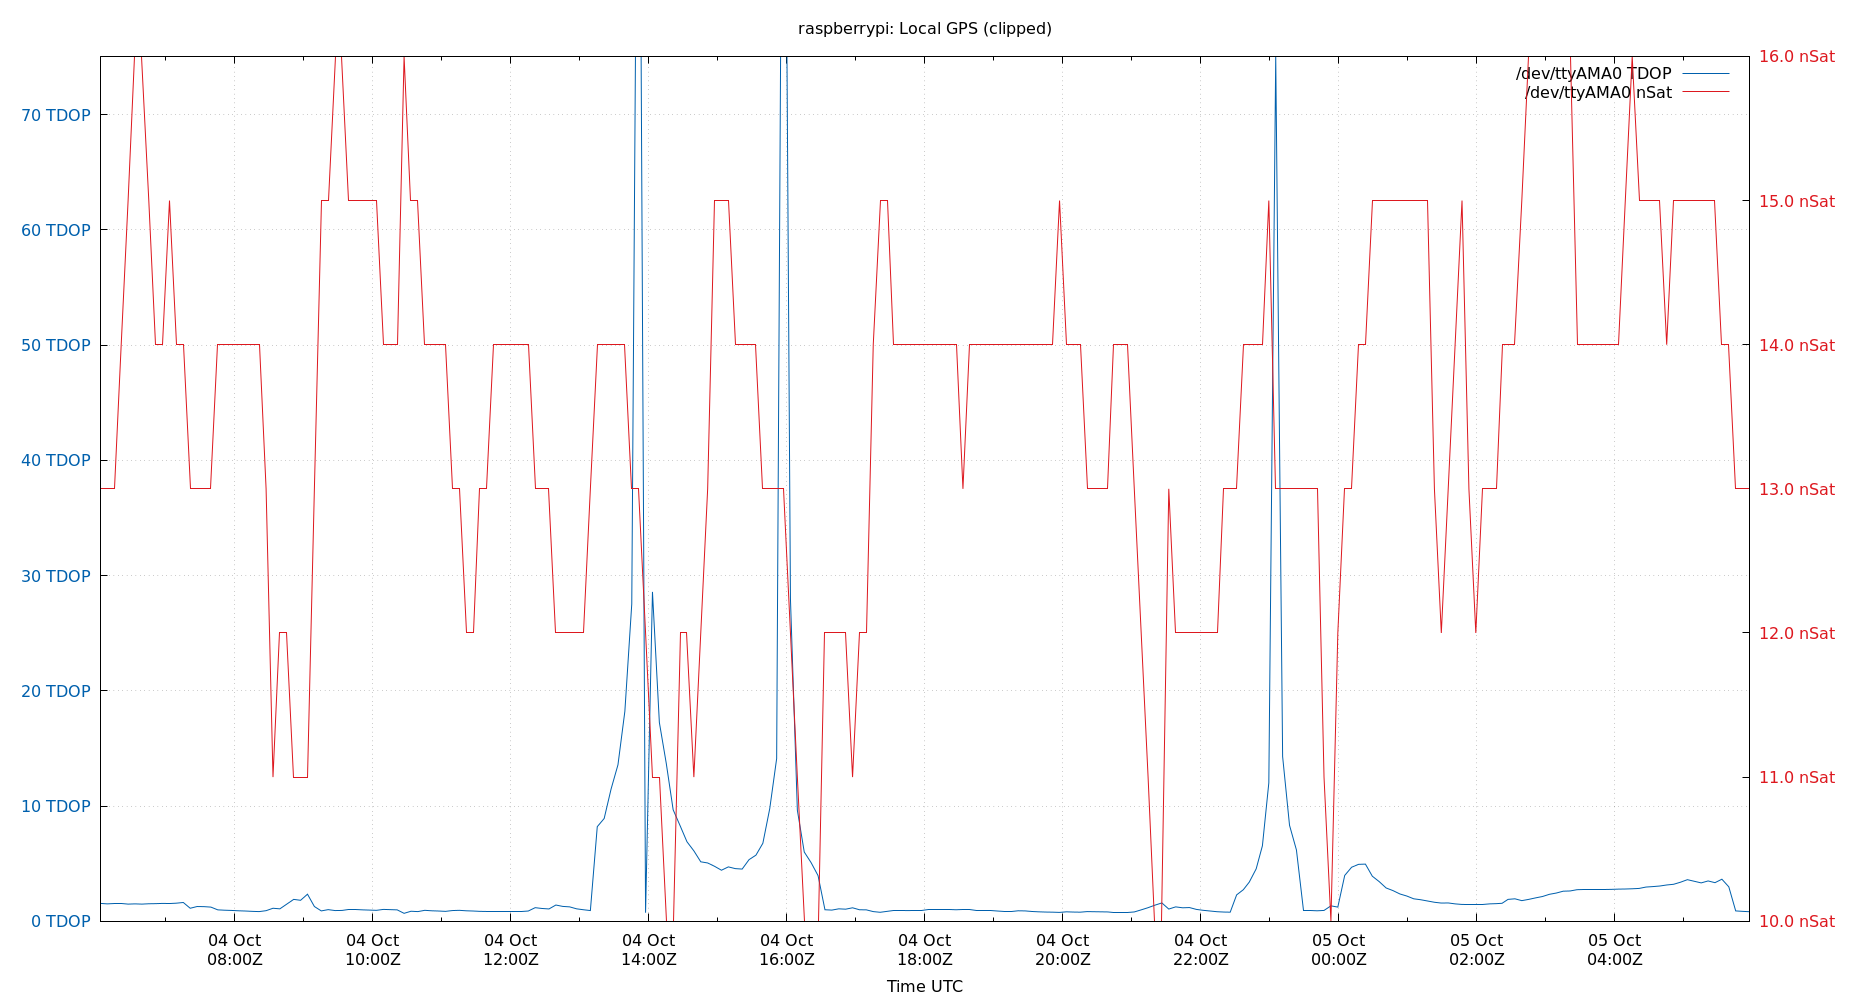 raspberrypi: Local GPS (clipped)
/dev/ttyAMA0 TDOP
/dev/ttyAMA0 nSat
70 TDOP
60 TDOP
50 TDOP
40 TDOP
30 TDOP
20 TDOP
10 TDOP
0 TDOP
16.0 nSat
15.0 nSat
14.0 nSat
13.0 nSat
12.0 nSat
11.0 nSat
10.0 nSat
04 Oct
08:00Z
04 Oct
10:00Z
04 Oct
12:00Z
04 Oct
14:00Z
04 Oct
16:00Z
04 Oct
18:00Z
04 Oct
20:00Z
04 Oct
22:00Z
05 Oct
00:00Z
05 Oct
02:00Z
05 Oct
04:00Z
Time UTC